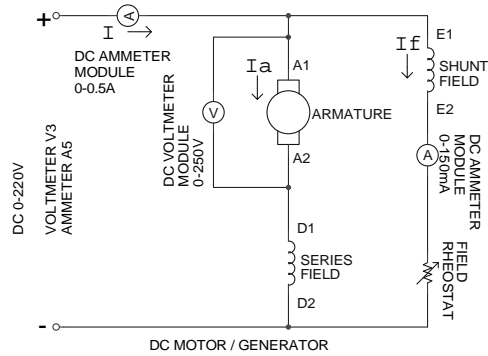 +
A
I
DC AMMETER
MODULE
0-0.5A
DC 0-220V
VOLTMETER V3
AMMETER A5
DC VOLTMETER
MODULE
0-250V
V
Ia
A1
ARMATURE
A2
D1
SERIES
FIELD
D2
If
E1
SHUNT
FIELD
E2
A
DC AMMETER
MODULE
0-150mA
FIELD
RHEOSTAT
-
DC MOTOR / GENERATOR